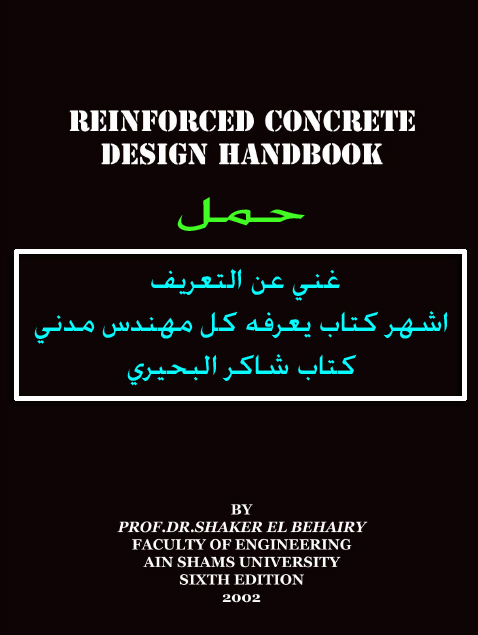 REINFORCED CONCRETE
DESIGN HANDBOOK
حمل
غني عن التعريف
اشهر كتاب يعرفه كل مهندس مدني
كتاب شاكر البحيري
BY
PROF.DR.SHAKER EL BEHAIRY
FACULTY OF ENGINEERING
AIN SHAMS UNIVERSITY
SIXTH EDITION
2002